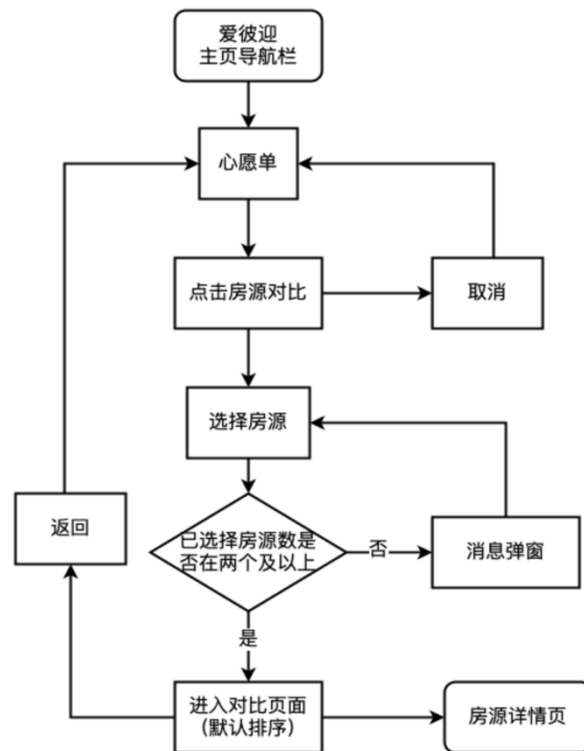 爱彼迎
主页导航栏
心愿单
点击房源对比
取消
选择房源
返回
已选择房源数是
否在两个及以上
否
消息弹窗
是
进入对比页面
(默认排序)
房源详情页